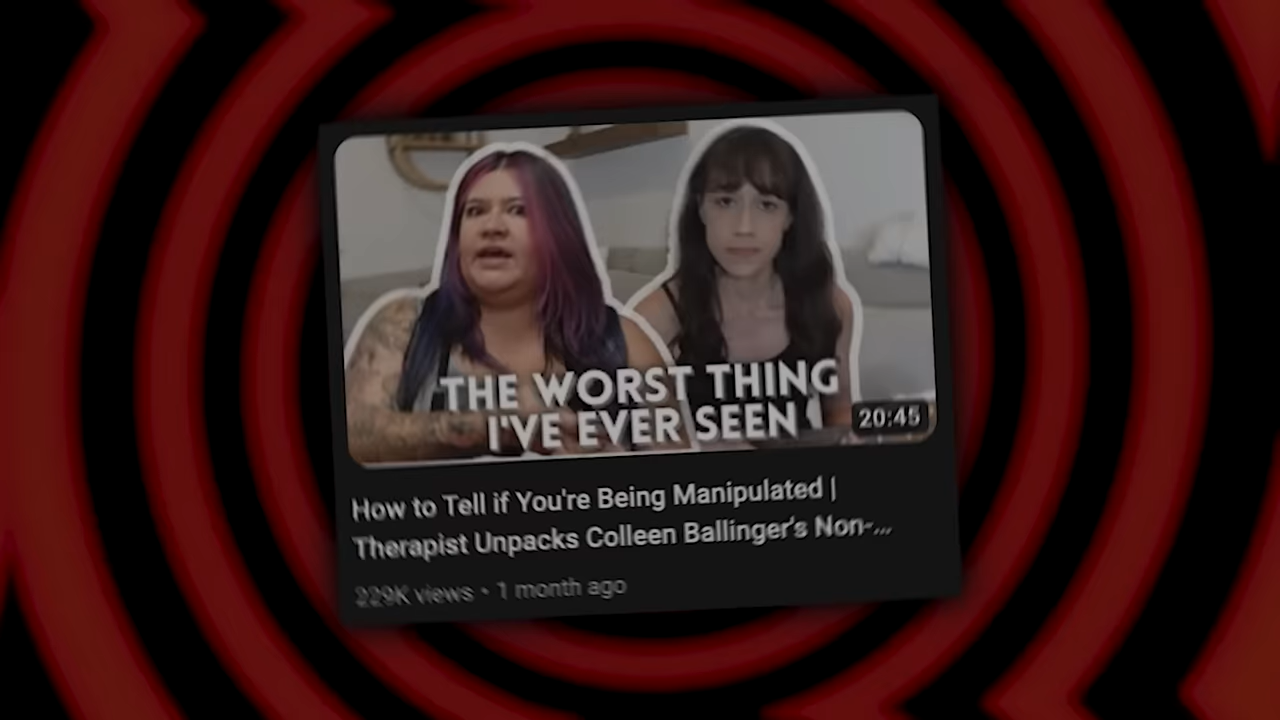 THE WORST THING
I'VE EVER SEEN
20:45
How to Tell if You're Being Manipulated |
Therapist Unpacks Colleen Ballinger's Non-...
229K views • 1 month ago